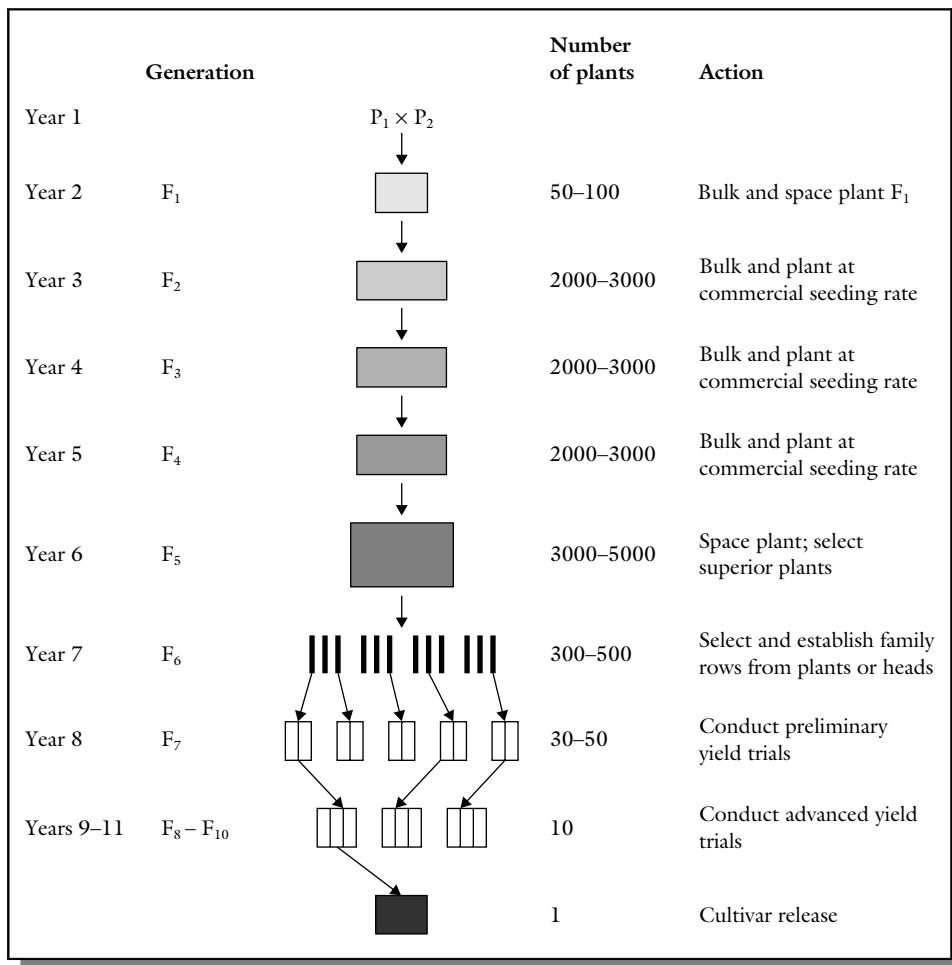 Generation Number of plants Action
Year 1 P₁ × P₂
Year 2 F₁ 50–100 Bulk and space plant F₁
Year 3 F₂ 2000–3000 Bulk and plant at
commercial seeding rate
Year 4 F₃ 2000–3000 Bulk and plant at
commercial seeding rate
Year 5 F₄ 2000–3000 Bulk and plant at
commercial seeding rate
Year 6 F₅ 3000–5000 Space plant; select
superior plants
Year 7 F₆ 300–500 Select and establish family
rows from plants or heads
Year 8 F₇ 30–50 Conduct preliminary
yield trials
Years 9–11 F₈ – F₁₀ 10 Conduct advanced yield
trials
1 Cultivar release